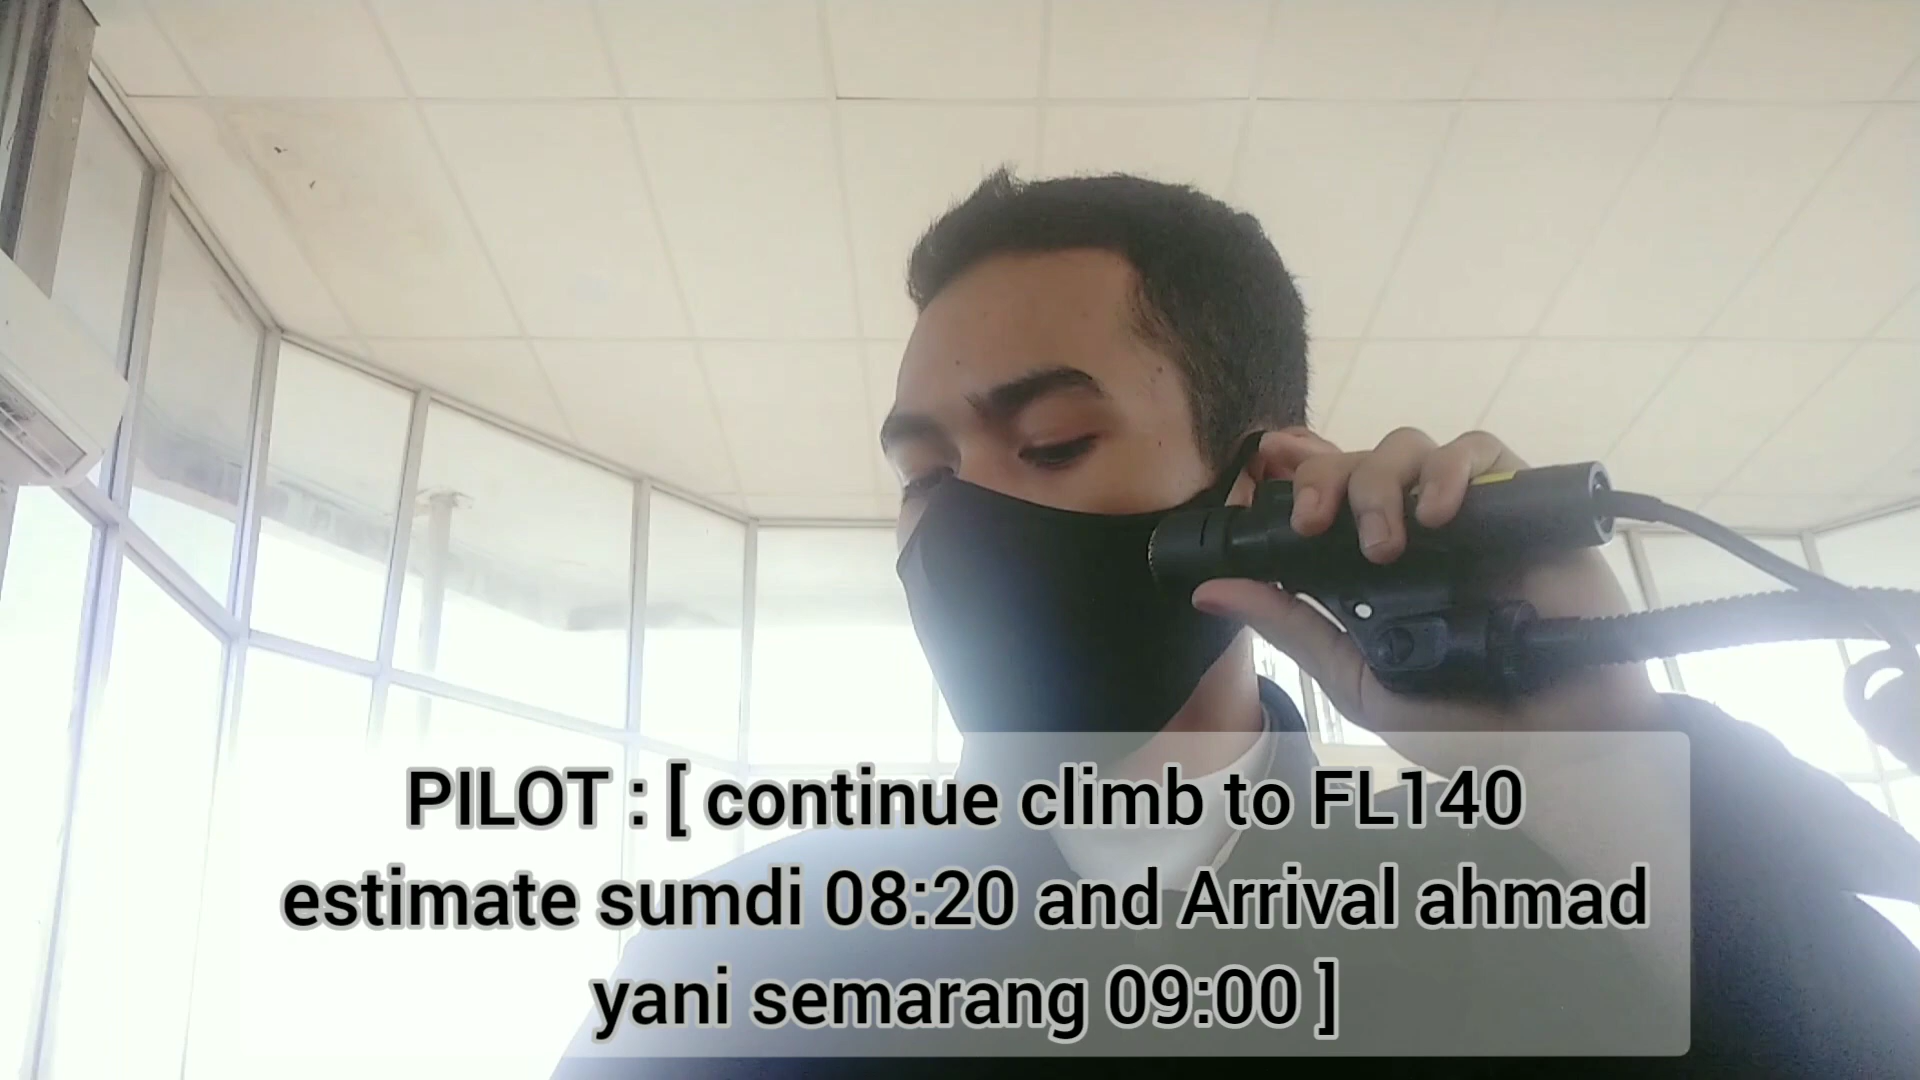 PILOT : [ continue climb to FL140
estimate sumdi 08:20 and Arrival ahmad
yani semarang 09:00 ]